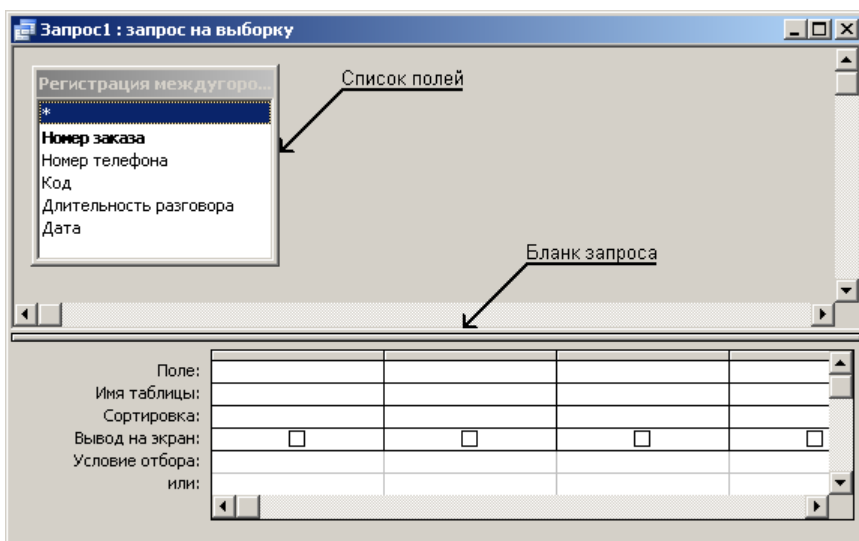 Запрос1 : запрос на выборку
Регистрация междугоро...
Список полей
*
Номер заказа
Номер телефона
Код
Длительность разговора
Дата
Бланк запроса
Поле:
Имя таблицы:
Сортировка:
Вывод на экран:
Условие отбора:
или: